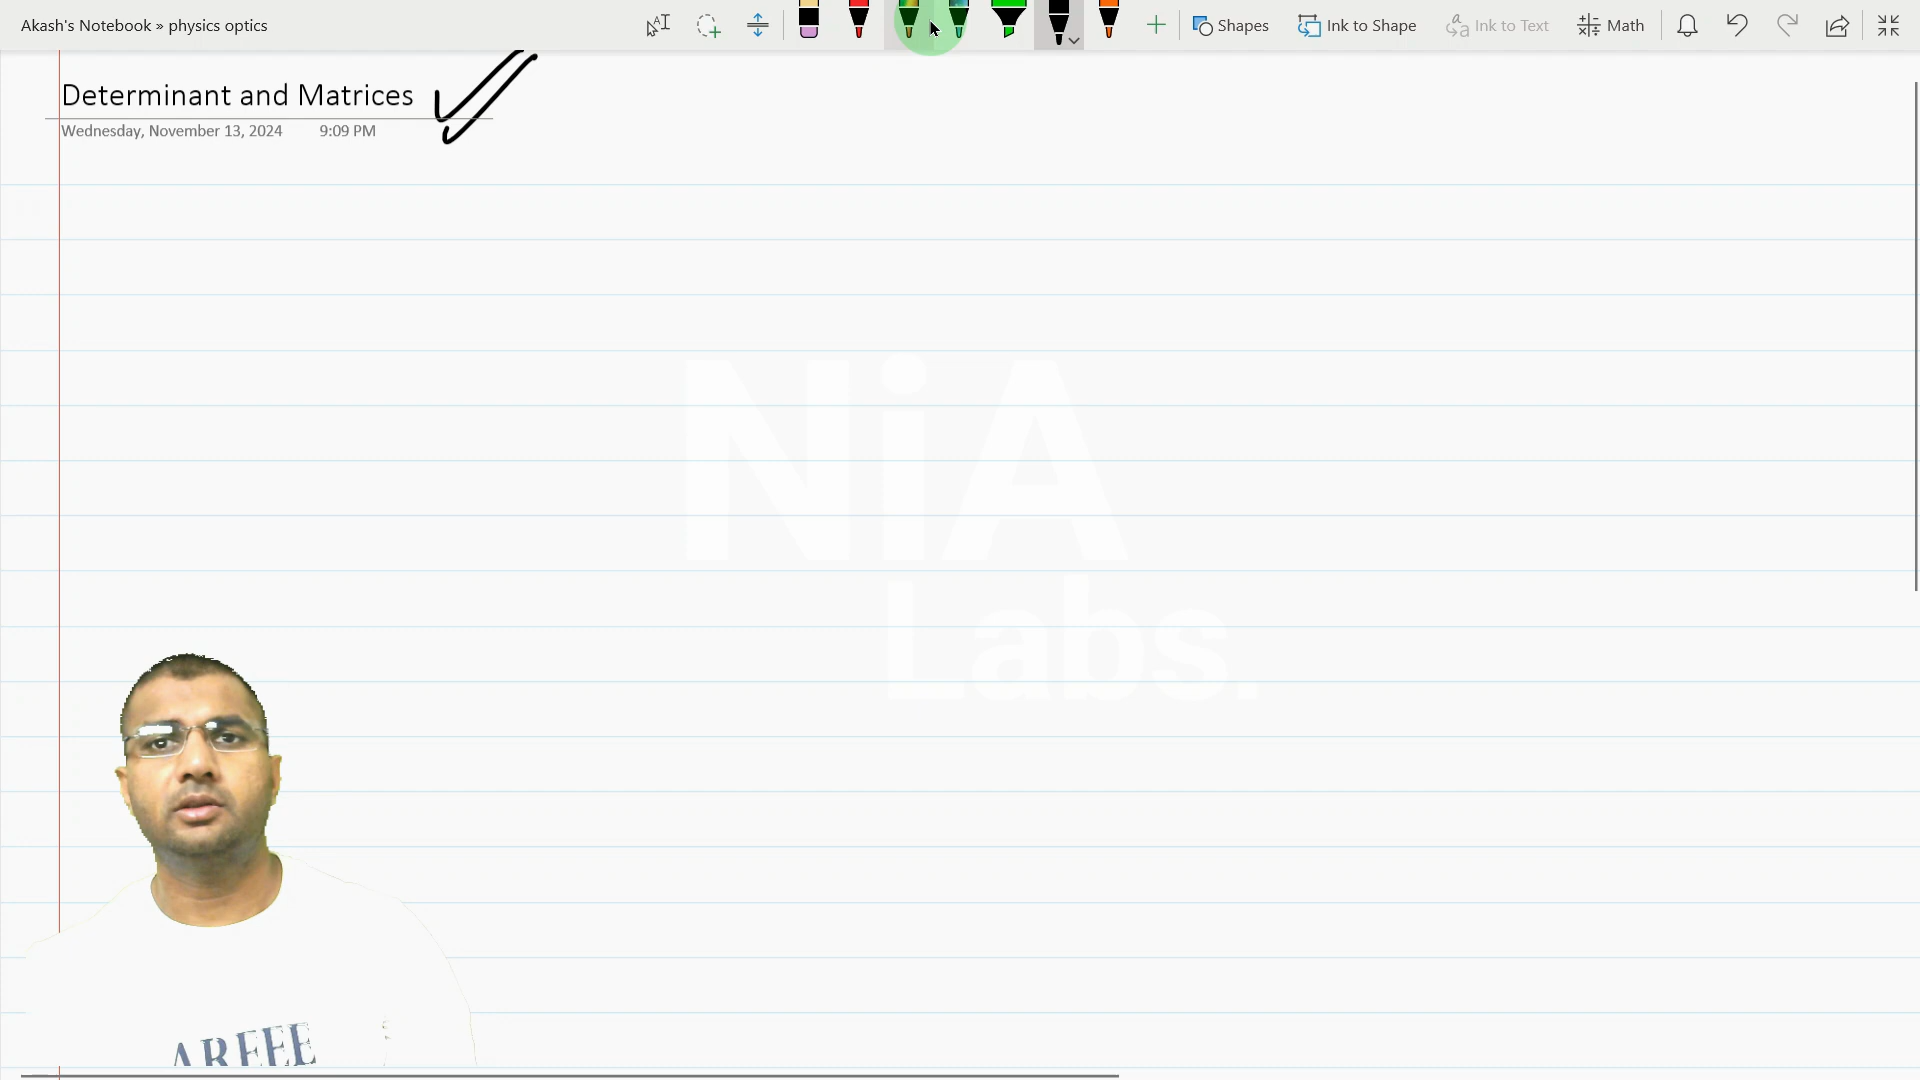 Akash's Notebook » physics optics
Shapes
Ink to Shape
Ink to Text
Math
Determinant and Matrices
Wednesday, November 13, 2024 9:09 PM
NiA
Labs.